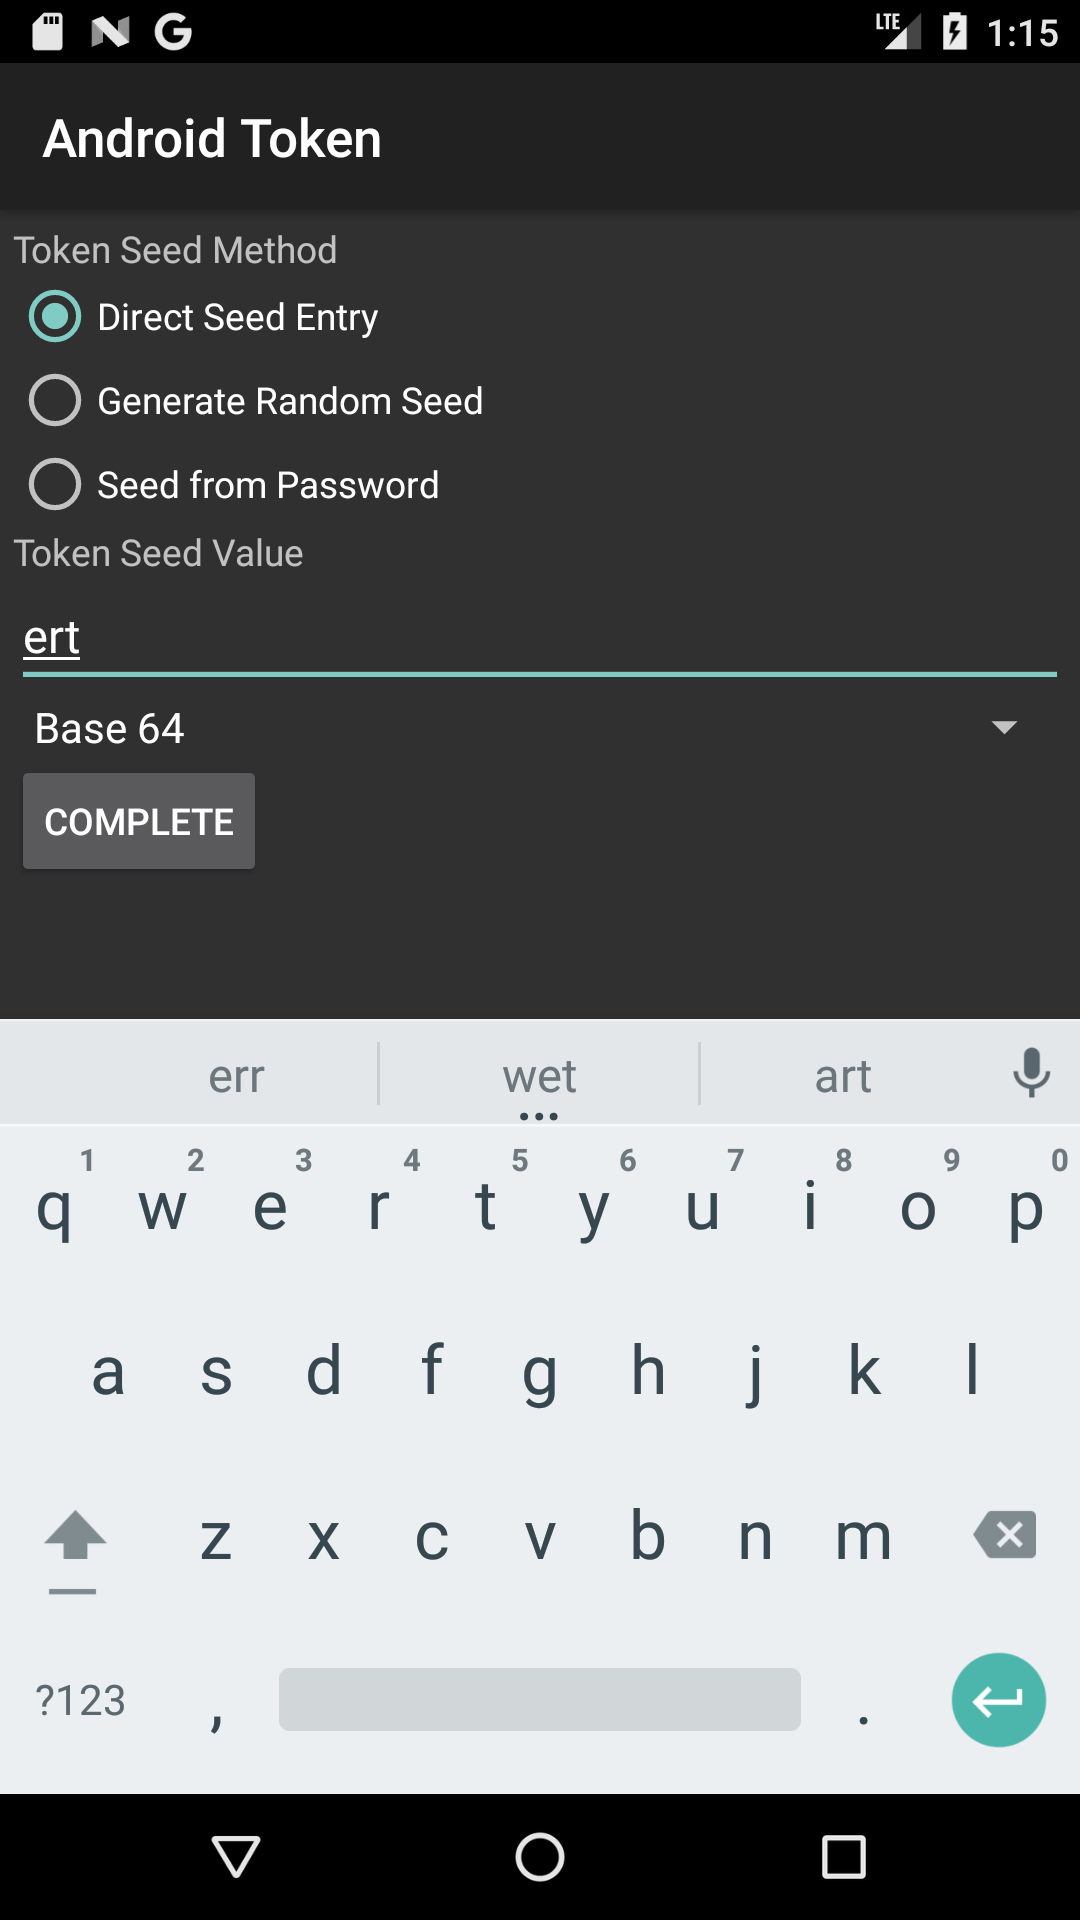 LTE 1:15
Android Token
Token Seed Method
Direct Seed Entry
Generate Random Seed
Seed from Password
Token Seed Value
ert
Base 64
COMPLETE
err wet art
1 2 3 4 5 6 7 8 9 0
q w e r t y u i o p
a s d f g h j k l
z x c v b n m
?123 , .